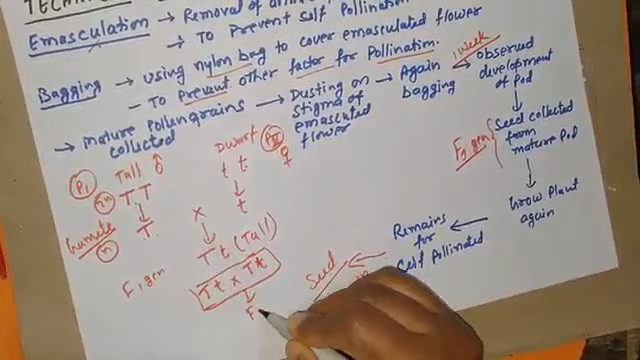 Emasculation → Removal of
→ To Prevent Self Pollination
Bagging → Using nylon bag to cover emasculated flower
- To Prevent other factor for Pollination.
→ Mature Pollengrains collected → Dusting on stigma of emasculated flower → Again bagging → observed development of Pod
1 week
Seed collected from mature Pod
F1 gen
Grow Plant again
Remains for Self Pollinated
Seed
P1 Tall ♂
Dwarf PII ♀
2n T, T
t t
Gamete n T
x
t
Tt (Tall)
F1 gen
Tt x Tt
F